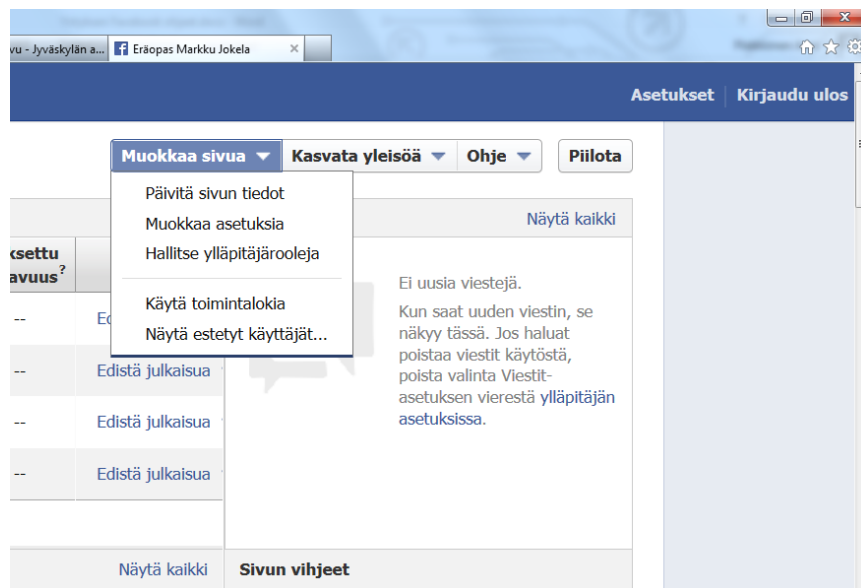 vu - Jyväskylän a...
Eräopas Markku Jokela
Asetukset
Kirjaudu ulos
Muokkaa sivua
Kasvata yleisöä
Ohje
Piilota
Päivitä sivun tiedot
Muokkaa asetuksia
Hallitse ylläpitäjärooleja
Käytä toimintalokia
Näytä estetyt käyttäjät...
Näytä kaikki
ksettu
avuus?
Ei uusia viestejä.
Kun saat uuden viestin, se
näkyy tässä. Jos haluat
poistaa viestit käytöstä,
poista valinta Viestit-
asetuksen vierestä ylläpitäjän
asetuksissa.
--
--
Edistä julkaisua
--
Edistä julkaisua
--
Edistä julkaisua
Näytä kaikki
Sivun vihjeet